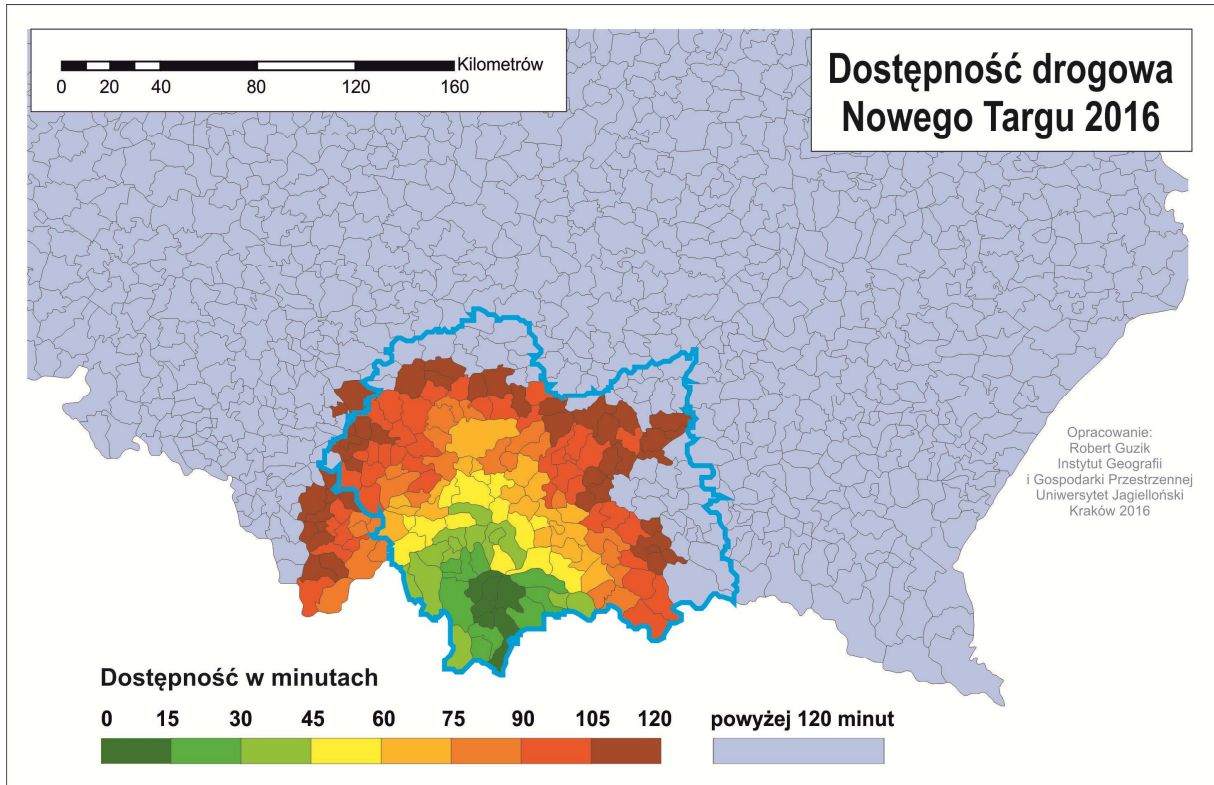 Kilometrów
0 20 40 80 120 160
Dostępność drogowa
Nowego Targu 2016
Opracowanie:
Robert Guzik
Instytut Geografii
i Gospodarki Przestrzennej
Uniwersytet Jagielloński
Kraków 2016
Dostępność w minutach
0 15 30 45 60 75 90 105 120 powyżej 120 minut